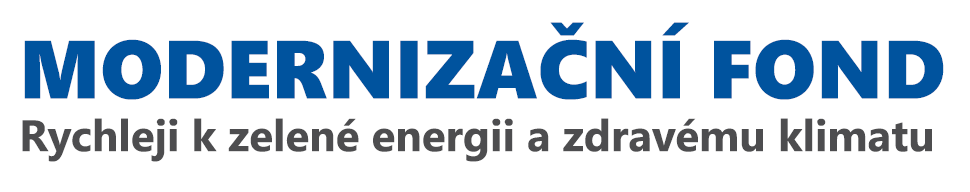 MODERNIZAČNÍ FOND
Rychleji k zelené energii a zdravému klimatu